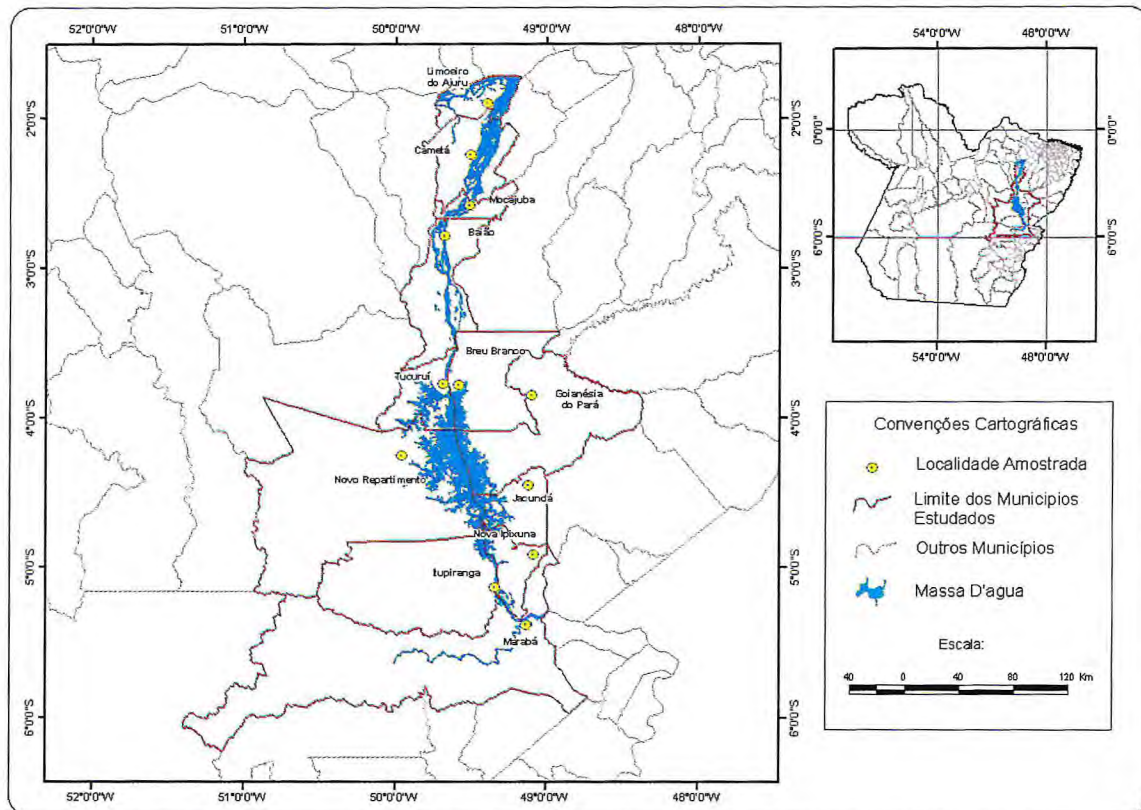 52°0'0"W
50°0'0"W
49°0'0"W
48°0'0"W
2°0'0"S
3°0'0"S
4°0'0"S
5°0'0"S
6°0'0"S
Limoeiro
do Ajuru
Cametá
Mocajuba
Baião
Breu Branco
Tucuruí
Goianésia
do Pará
Novo Repartimento
Jacundá
Nova Ipixuna
Itupiranga
Marabá
2°0'0"S
3°0'0"S
4°0'0"S
5°0'0"S
6°0'0"S
52°0'0"W
51°0'0"W
50°0'0"W
49°0'0"W
48°0'0"W
54°0'0"W
48°0'0"W
0°0'0"
6°0'0"S
0°0'0"
6°0'0"S
54°0'0"W
48°0'0"W
Convenções Cartográficas
Localidade Amostrada
Limite dos Municipios
Estudados
Outros Municípios
Massa D'agua
Escala:
40 0 40 80 120 Km